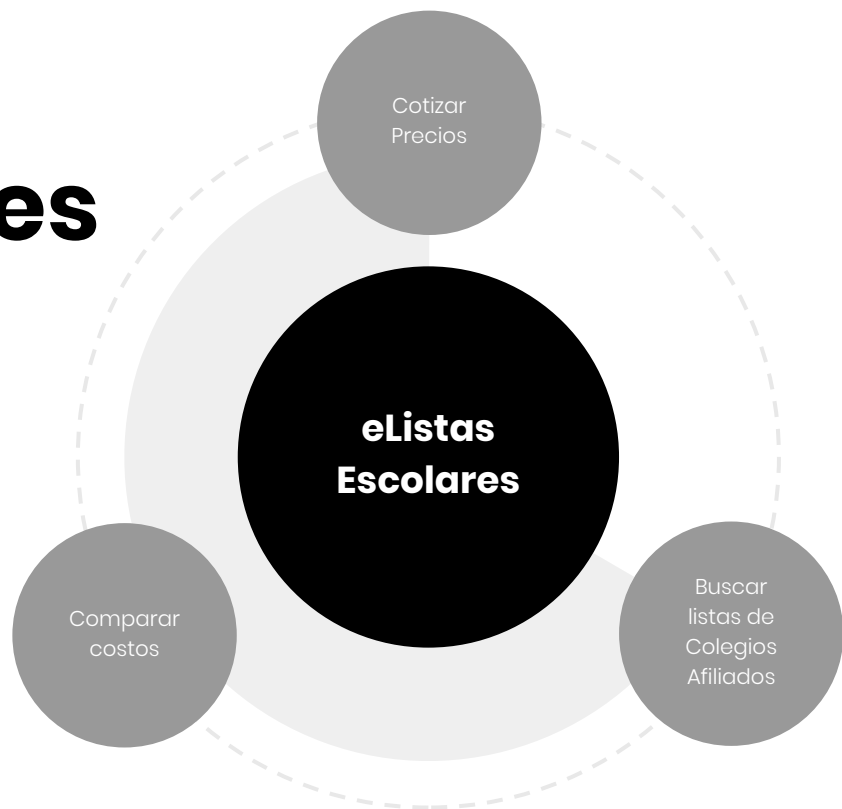 Cotizar
Precios
es
eListas
Escolares
Comparar
costos
Buscar
listas de
Colegios
Afiliados